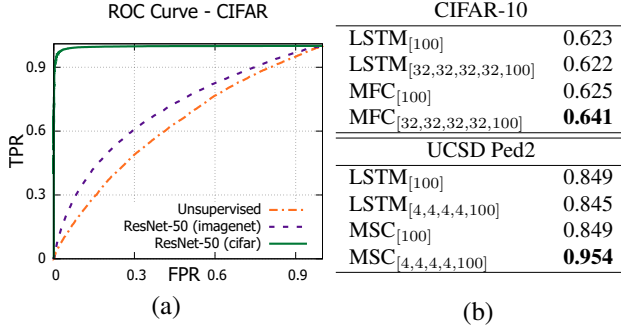 ROC Curve - CIFAR
TPR
0.9
0.6
0.3
0
Unsupervised
ResNet-50 (imagenet)
ResNet-50 (cifar)
0 0.3 0.6 0.9
FPR
(a)
CIFAR-10
LSTM[100] 0.623
LSTM[32,32,32,32,100] 0.622
MFC[100] 0.625
MFC[32,32,32,32,100] 0.641
UCSD Ped2
LSTM[100] 0.849
LSTM[4,4,4,4,100] 0.845
MSC[100] 0.849
MSC[4,4,4,4,100] 0.954
(b)